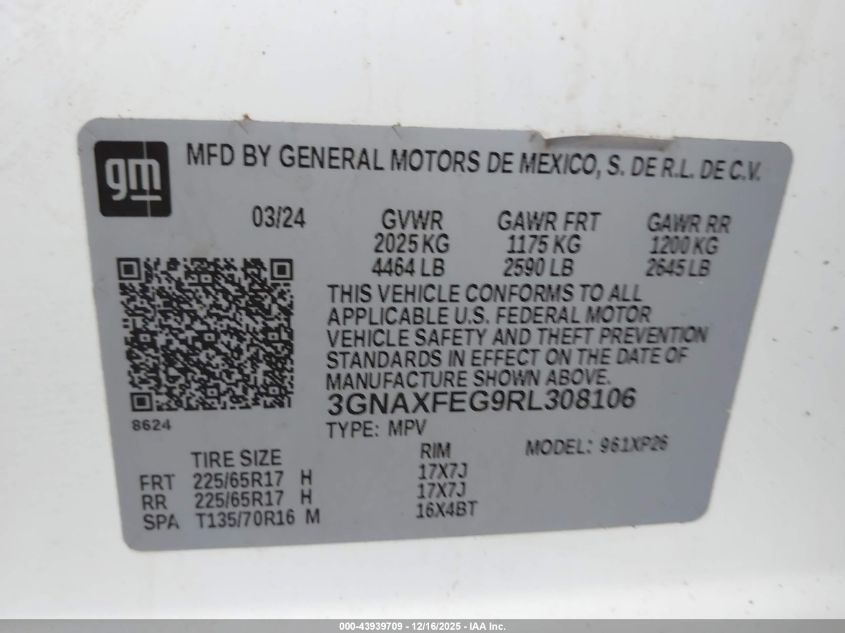 gm
MFD BY GENERAL MOTORS DE MEXICO, S. DE R.L. DE C.V.
03/24 GVWR GAWR FRT GAWR RR
2025 KG 1175 KG 1200 KG
4464 LB 2590 LB 2645 LB
THIS VEHICLE CONFORMS TO ALL
APPLICABLE U.S. FEDERAL MOTOR
VEHICLE SAFETY AND THEFT PREVENTION
STANDARDS IN EFFECT ON THE DATE OF
MANUFACTURE SHOWN ABOVE.
3GNAXFEG9RL308106
8624
TYPE: MPV MODEL: 961XP26
TIRE SIZE RIM
FRT 225/65R17 H 17X7J
RR 225/65R17 H 17X7J
SPA T135/70R16 M 16X4BT
000-43939709 - 12/16/2025 - IAA Inc.